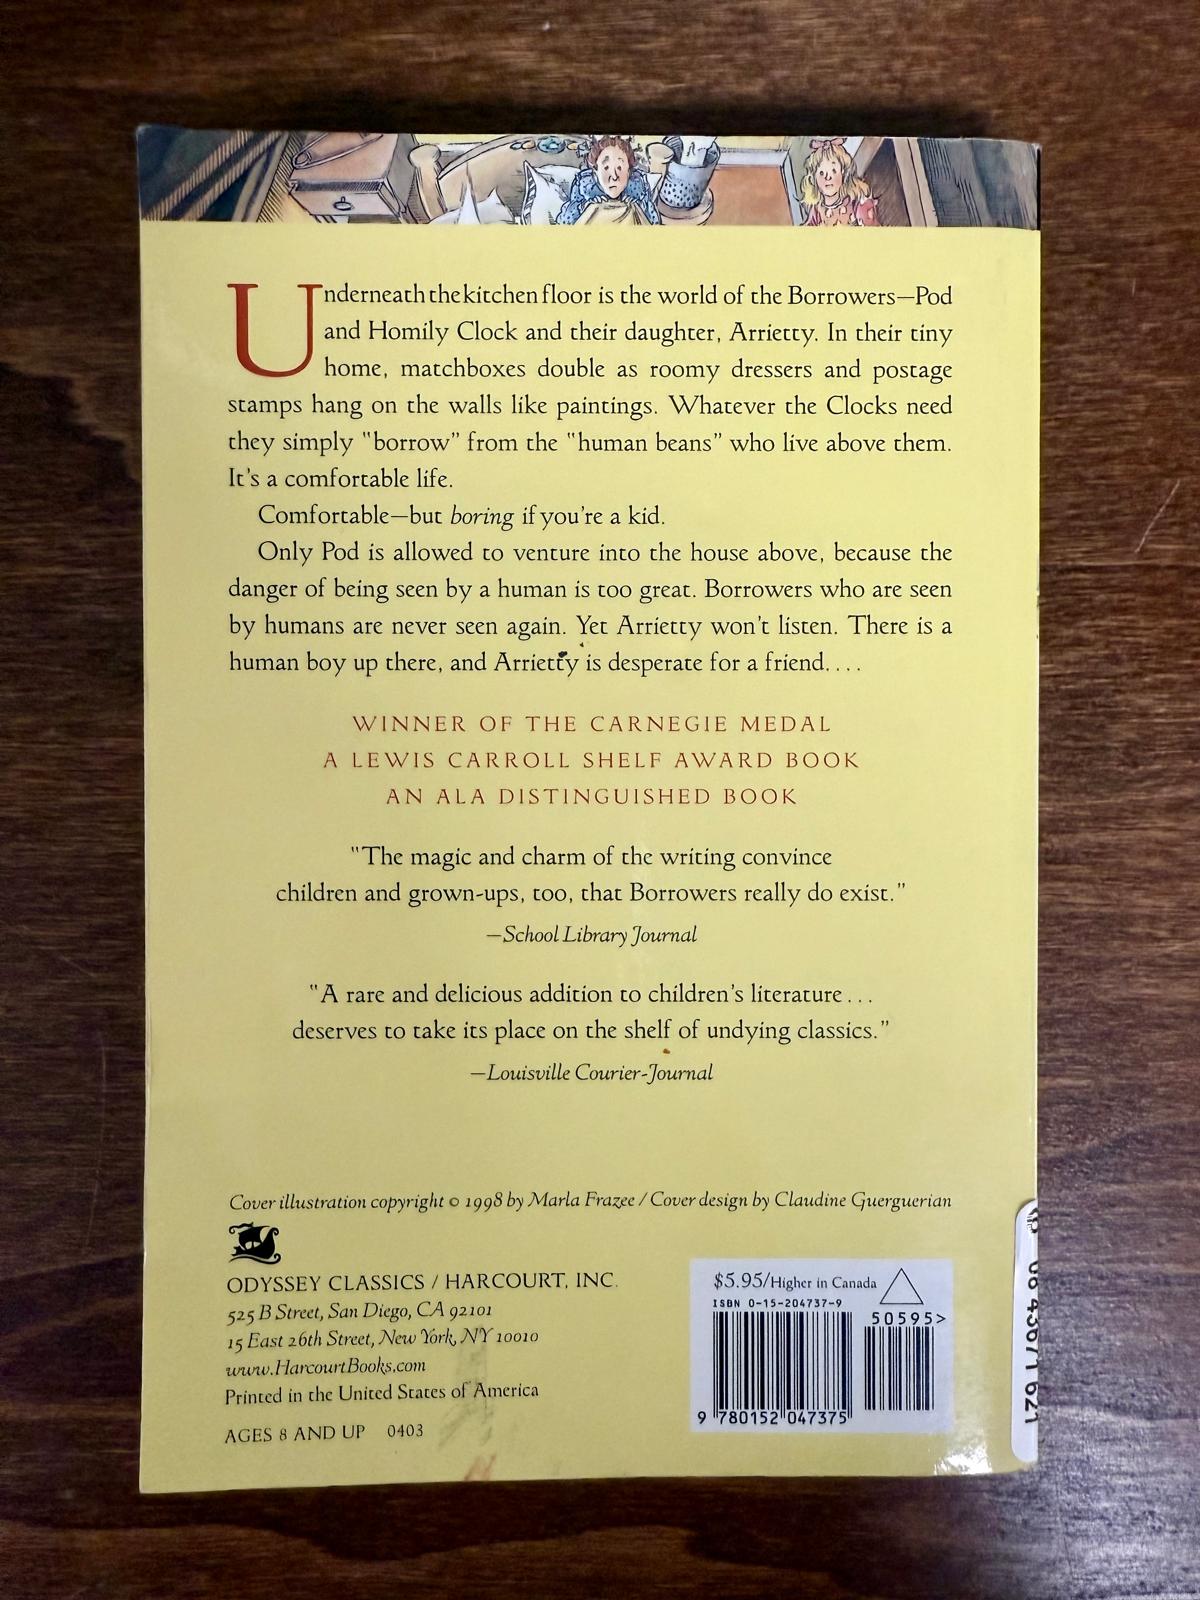 Underneath the kitchen floor is the world of the Borrowers—Pod
and Homily Clock and their daughter, Arrietty. In their tiny
home, matchboxes double as roomy dressers and postage
stamps hang on the walls like paintings. Whatever the Clocks need
they simply "borrow" from the "human beans" who live above them.
It's a comfortable life.
Comfortable—but boring if you're a kid.
Only Pod is allowed to venture into the house above, because the
danger of being seen by a human is too great. Borrowers who are seen
by humans are never seen again. Yet Arrietty won't listen. There is a
human boy up there, and Arrietty is desperate for a friend....
WINNER OF THE CARNEGIE MEDAL
A LEWIS CARROLL SHELF AWARD BOOK
AN ALA DISTINGUISHED BOOK
"The magic and charm of the writing convince
children and grown-ups, too, that Borrowers really do exist."
—School Library Journal
"A rare and delicious addition to children's literature...
deserves to take its place on the shelf of undying classics."
—Louisville Courier-Journal
Cover illustration copyright © 1998 by Marla Frazee / Cover design by Claudine Guerguerian
ODYSSEY CLASSICS / HARCOURT, INC.
525 B Street, San Diego, CA 92101
15 East 26th Street, New York, NY 10010
www.HarcourtBooks.com
Printed in the United States of America
AGES 8 AND UP 0403
$5.95/Higher in Canada
ISBN 0-15-204737-9
50595>
9 780152 047375